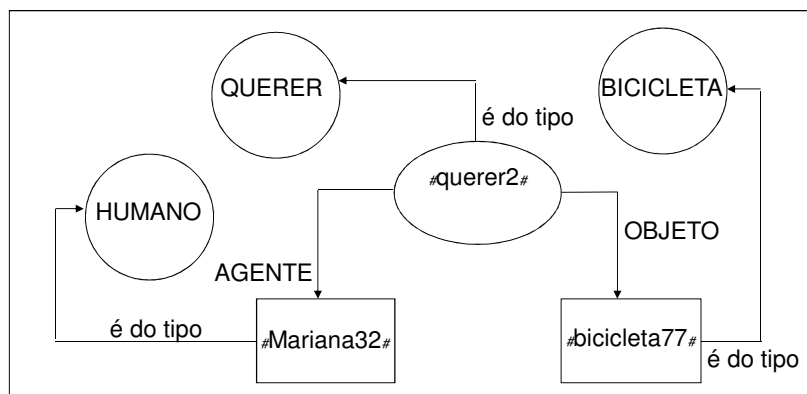 QUERER
BICICLETA
é do tipo
#querer2#
HUMANO
OBJETO
AGENTE
é do tipo
#Mariana32#
#bicicleta77#
é do tipo